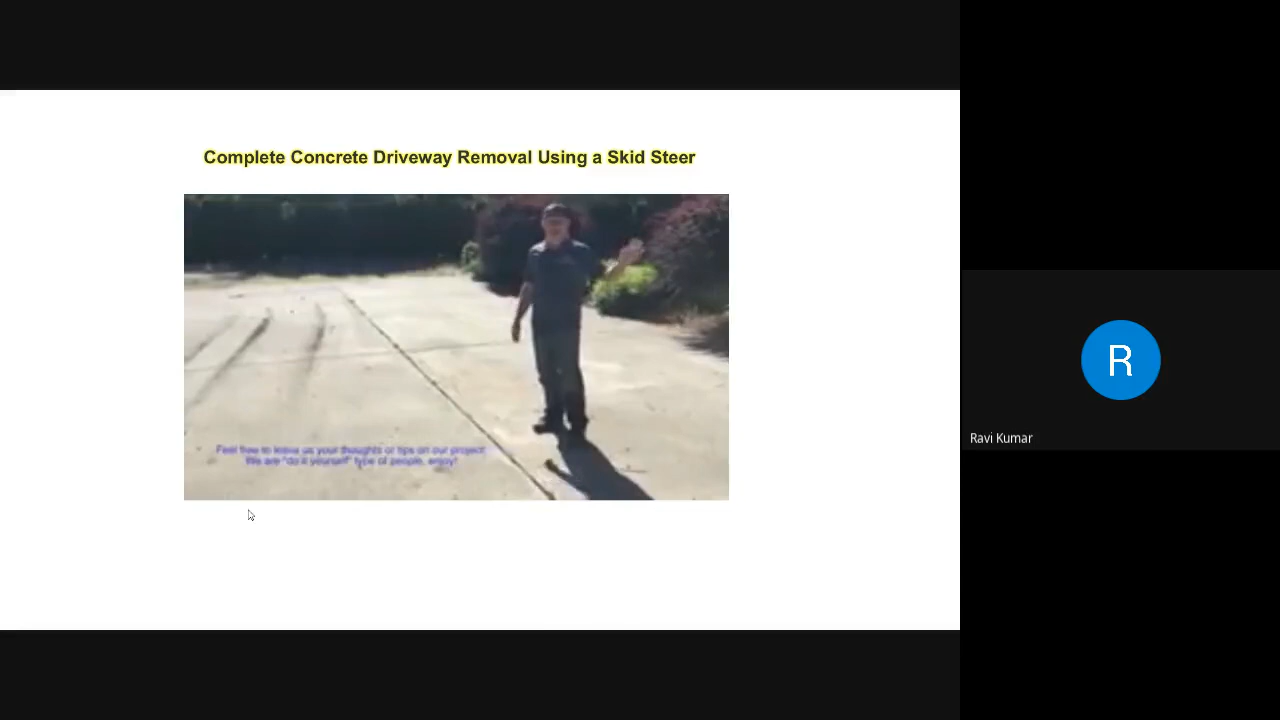 Complete Concrete Driveway Removal Using a Skid Steer
Feel free to leave us your thoughts or tips on our project
We are "do it yourself" type of people, enjoy!
R
Ravi Kumar